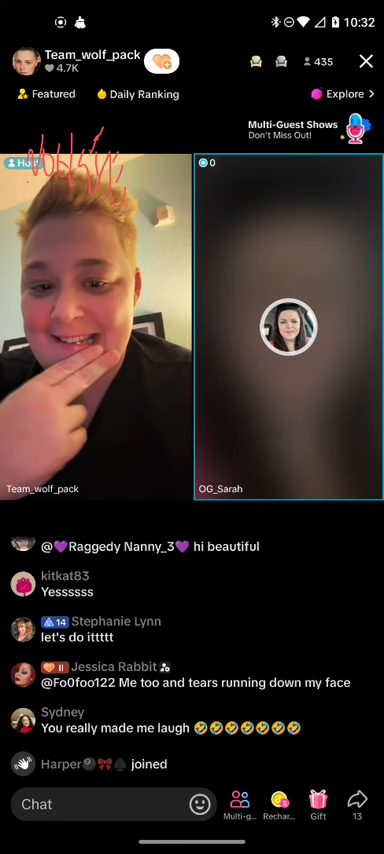 10:32
Team_wolf_pack
4.7K
435
Featured
Daily Ranking
Explore >
Multi-Guest Shows
Don't Miss Out!
Host
0
Team_wolf_pack
OG_Sarah
@💜Raggedy Nanny_3💜 hi beautiful
kitkat83
Yessssss
14 Stephanie Lynn
let's do ittttt
II Jessica Rabbit
@Fo0foo122 Me too and tears running down my face
Sydney
You really made me laugh 🤣🤣🤣🤣🤣🤣🤣
Harper🎱🎀♠️ joined
Chat
Multi-g...
Rechar...
Gift
13